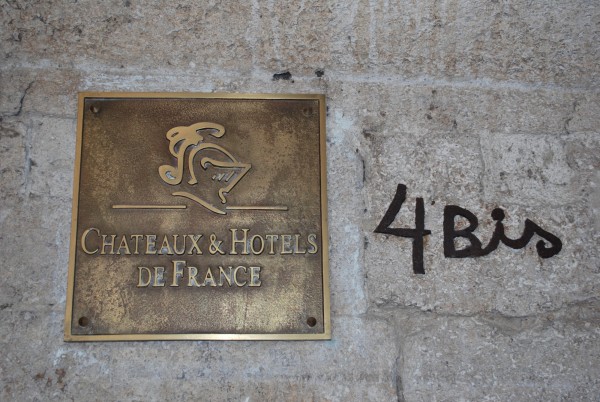 CHATEAUX & HOTELS
DE FRANCE
4 Bis